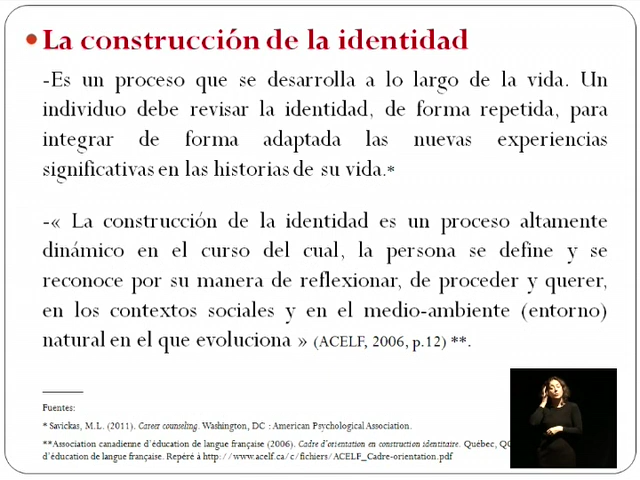 La construcción de la identidad
-Es un proceso que se desarrolla a lo largo de la vida. Un
individuo debe revisar la identidad, de forma repetida, para
integrar de forma adaptada las nuevas experiencias
significativas en las historias de su vida.*
-« La construcción de la identidad es un proceso altamente
dinámico en el curso del cual, la persona se define y se
reconoce por su manera de reflexionar, de proceder y querer,
en los contextos sociales y en el medio-ambiente (entorno)
natural en el que evoluciona » (ACELF, 2006, p.12) **.
Fuentes:
* Savickas, M.L. (2011). Career counseling. Washington, DC : American Psychological Association.
**Association canadienne d'éducation de langue française (2006). Cadre d'orientation en construction identitaire. Québec, QC
d'éducation de langue française. Repéré à http://www.acelf.ca/c/fichiers/ACELF_Cadre-orientation.pdf